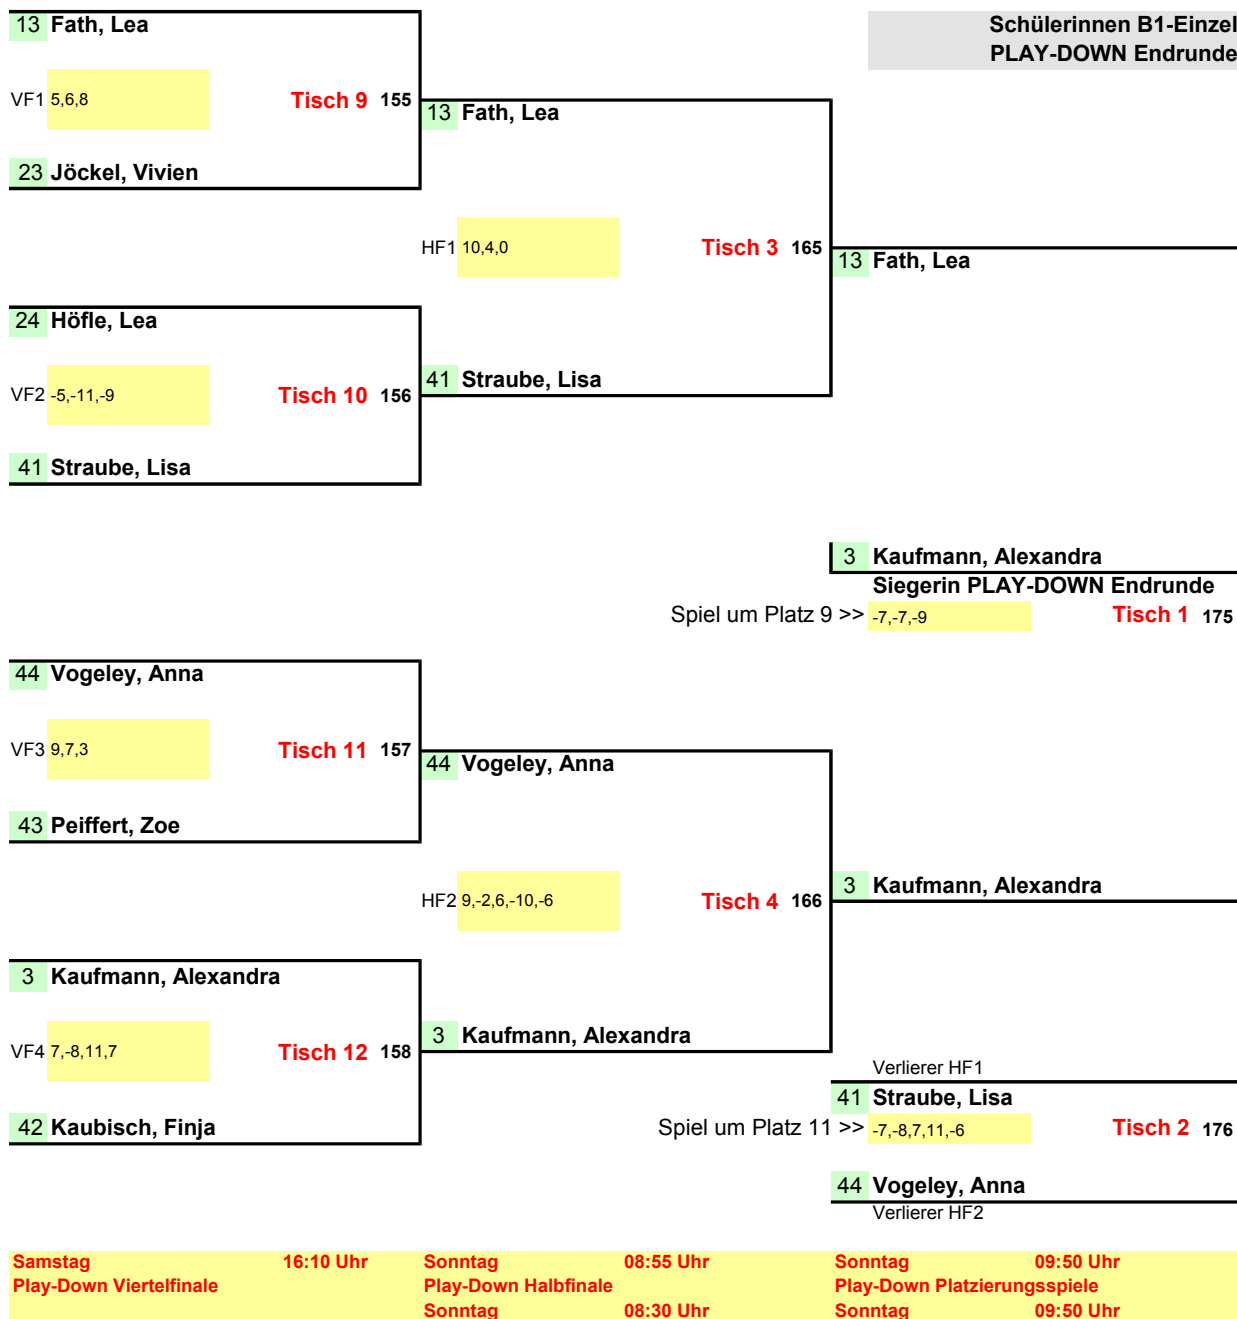 13 Fath, Lea
Schülerinnen B1-Einzel
PLAY-DOWN Endrunde
VF1 5,6,8 Tisch 9 155
13 Fath, Lea
23 Jöckel, Vivien
HF1 10,4,0 Tisch 3 165
13 Fath, Lea
24 Höfle, Lea
41 Straube, Lisa
VF2 -5,-11,-9 Tisch 10 156
41 Straube, Lisa
3 Kaufmann, Alexandra
Siegerin PLAY-DOWN Endrunde
Spiel um Platz 9 >> -7,-7,-9 Tisch 1 175
44 Vogeley, Anna
VF3 9,7,3 Tisch 11 157
44 Vogeley, Anna
43 Peiffert, Zoe
3 Kaufmann, Alexandra
HF2 9,-2,6,-10,-6 Tisch 4 166
3 Kaufmann, Alexandra
3 Kaufmann, Alexandra
VF4 7,-8,11,7 Tisch 12 158
Verlierer HF1
41 Straube, Lisa
42 Kaubisch, Finja
Spiel um Platz 11 >> -7,-8,7,11,-6 Tisch 2 176
44 Vogeley, Anna
Verlierer HF2
Samstag 16:10 Uhr Sonntag 08:55 Uhr Sonntag 09:50 Uhr
Play-Down Viertelfinale Play-Down Halbfinale Play-Down Platzierungsspiele
Sonntag 08:30 Uhr Sonntag 09:50 Uhr